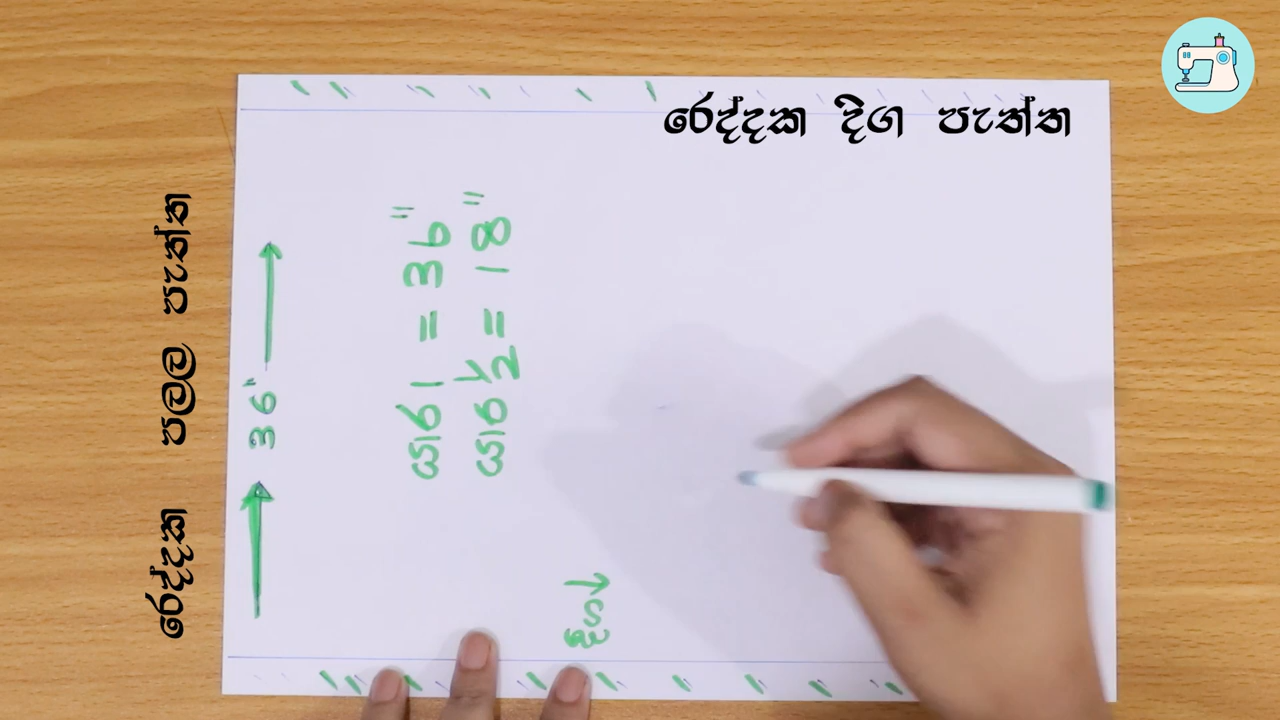 රෙද්දක දිග පැත්ත
රෙද්දක පළල පැත්ත
36"
යාර 1 = 36"
යාර 1/2 = 18"
දිග →